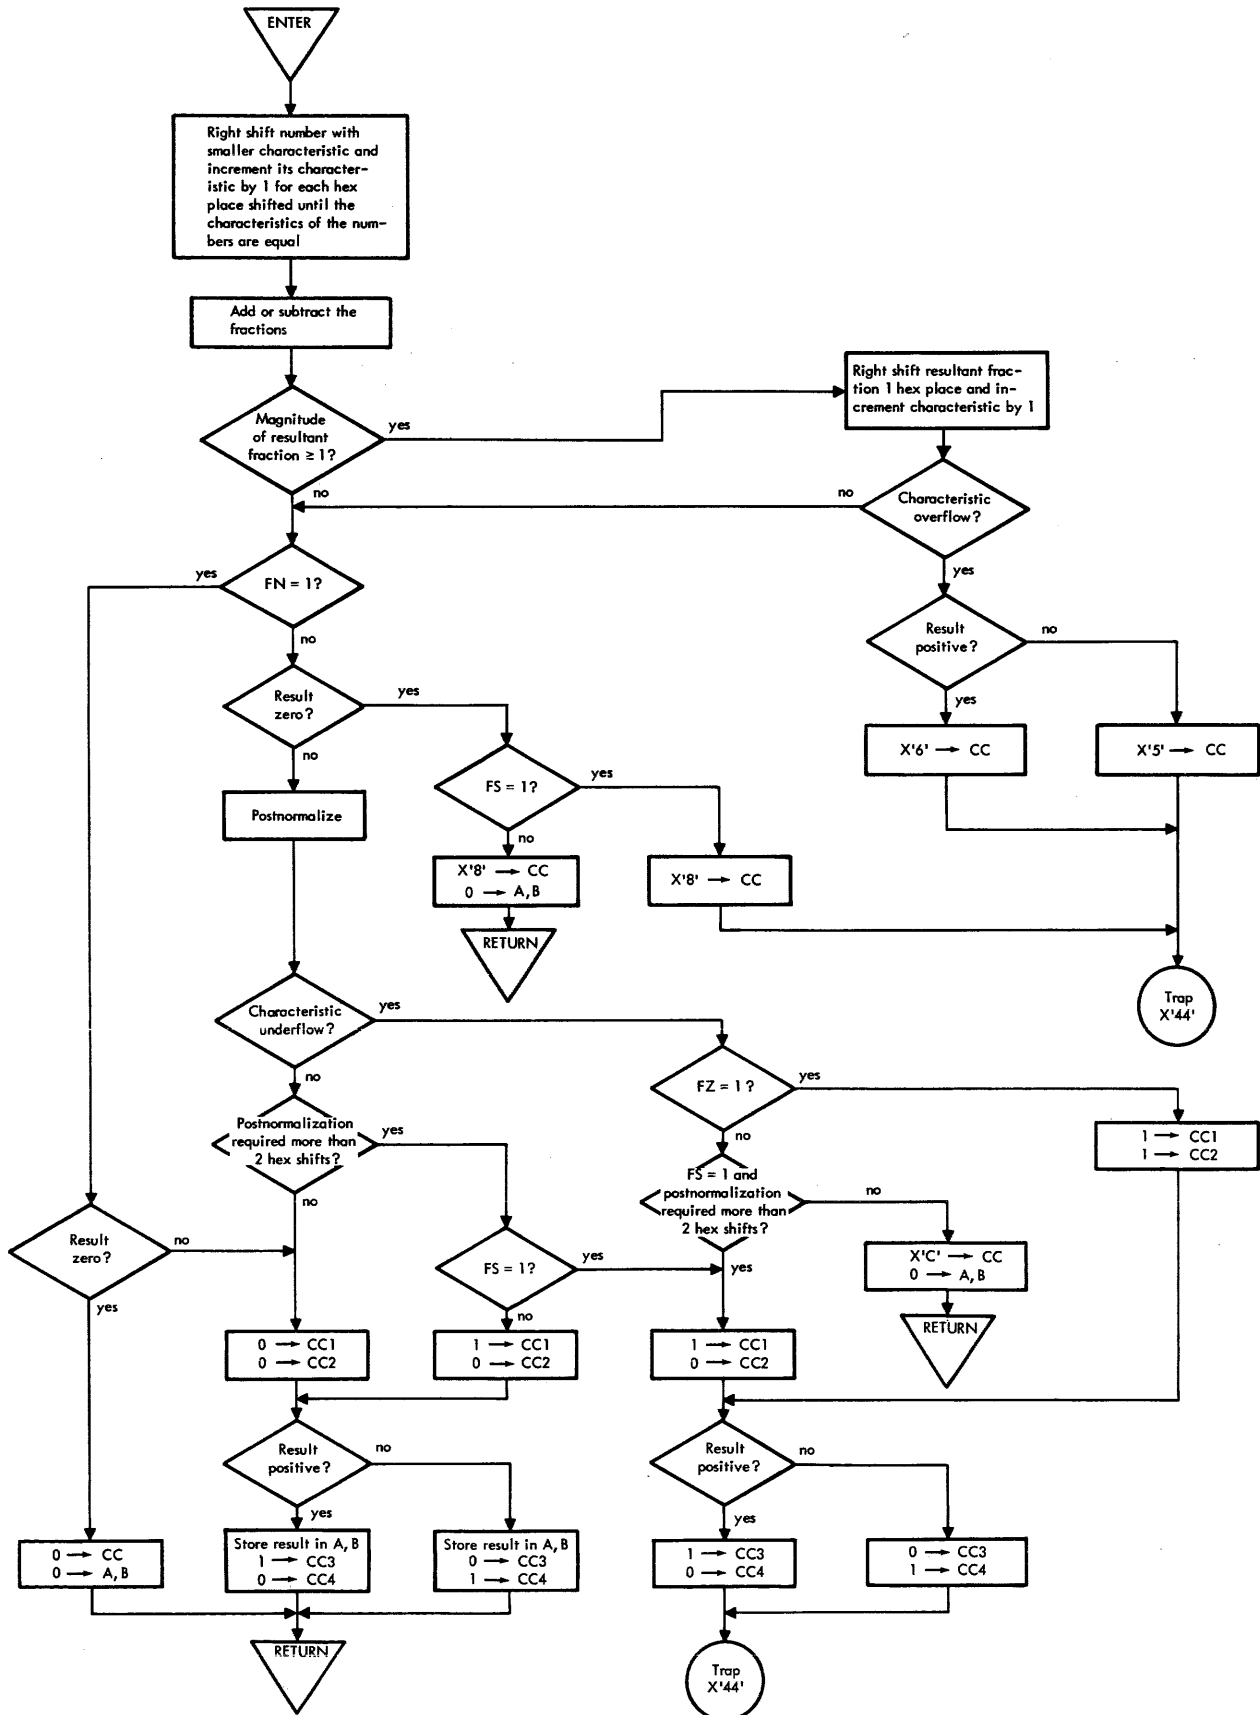 ENTER
Right shift number with
smaller characteristic and
increment its character-
istic by 1 for each hex
place shifted until the
characteristics of the num-
bers are equal
Add or subtract the
fractions
Magnitude
of resultant
fraction ≥ 1?
yes
no
Right shift resultant frac-
tion 1 hex place and in-
crement characteristic by 1
Characteristic
overflow?
no
yes
Result
positive?
no
yes
X'6' → CC
X'5' → CC
FN = 1?
yes
no
Result
zero?
yes
no
FS = 1?
yes
no
X'8' → CC
0 → A,B
RETURN
X'8' → CC
Trap
X'44'
Postnormalize
Characteristic
underflow?
yes
no
FZ = 1?
yes
no
1 → CC1
1 → CC2
Postnormalization
required more than
2 hex shifts?
yes
no
FS = 1 and
postnormalization
required more than
2 hex shifts?
no
yes
X'C' → CC
0 → A,B
RETURN
Result
zero?
no
yes
FS = 1?
yes
no
0 → CC1
0 → CC2
1 → CC1
0 → CC2
1 → CC1
0 → CC2
Result
positive?
no
yes
Result
positive?
no
yes
0 → CC
0 → A,B
Store result in A,B
1 → CC3
0 → CC4
Store result in A,B
0 → CC3
1 → CC4
1 → CC3
0 → CC4
0 → CC3
1 → CC4
RETURN
Trap
X'44'